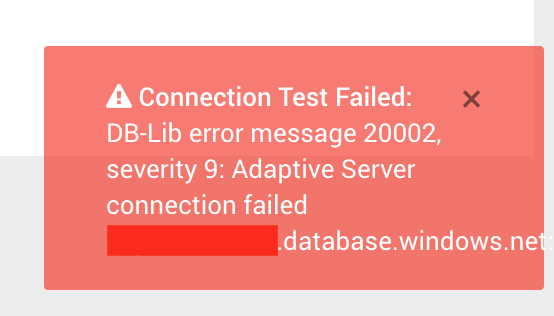 Connection Test Failed:
DB-Lib error message 20002,
severity 9: Adaptive Server
connection failed
.database.windows.net: